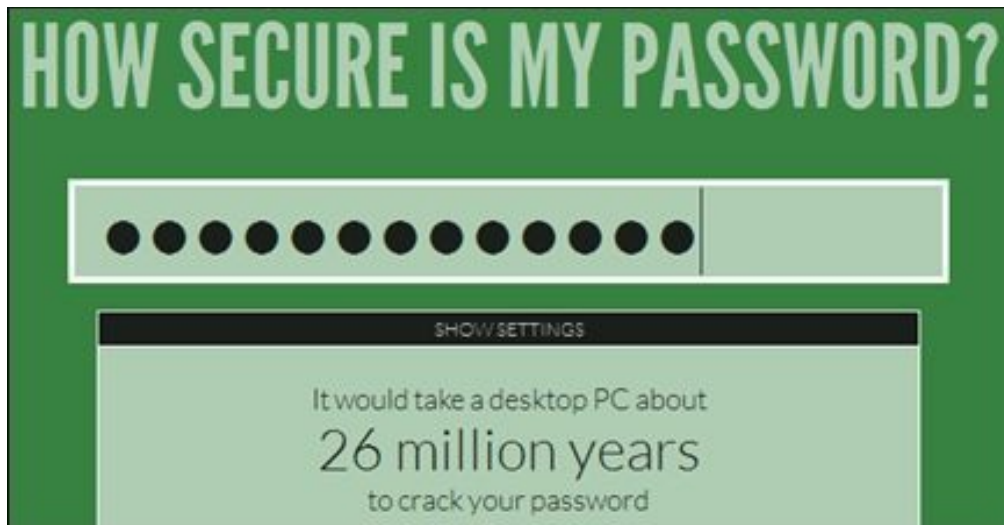 HOW SECURE IS MY PASSWORD?
●●●●●●●●●●●●●
SHOW SETTINGS
It would take a desktop PC about
26 million years
to crack your password